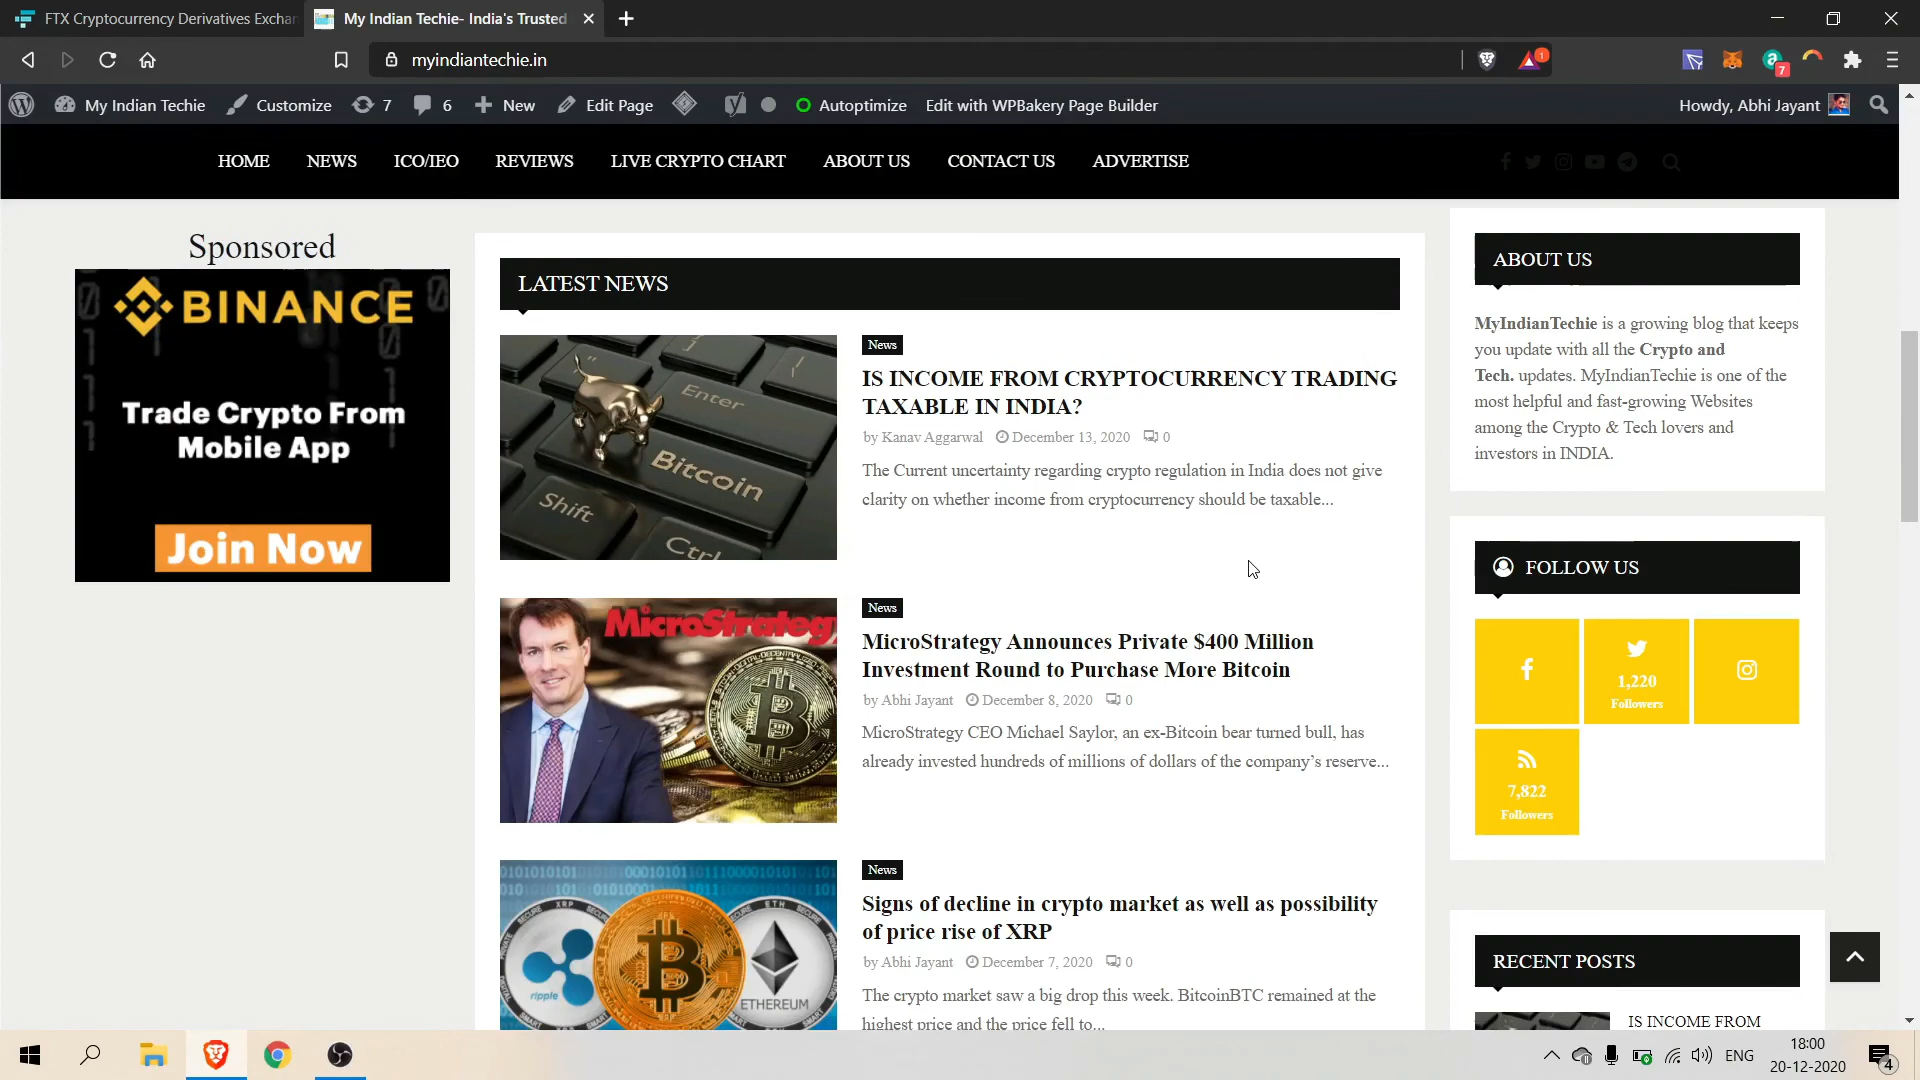 FTX Cryptocurrency Derivatives Exchan
My Indian Techie- India's Trusted
myindiantechie.in
1
7
My Indian Techie
Customize
7
6
New
Edit Page
Autoptimize
Edit with WPBakery Page Builder
Howdy, Abhi Jayant
HOME
NEWS
ICO/IEO
REVIEWS
LIVE CRYPTO CHART
ABOUT US
CONTACT US
ADVERTISE
Sponsored
BINANCE
Trade Crypto From
Mobile App
Join Now
LATEST NEWS
Enter
Bitcoin
Shift
Ctrl
News
IS INCOME FROM CRYPTOCURRENCY TRADING
TAXABLE IN INDIA?
by Kanav Aggarwal December 13, 2020 0
The Current uncertainty regarding crypto regulation in India does not give
clarity on whether income from cryptocurrency should be taxable...
MicroStrategy
News
MicroStrategy Announces Private $400 Million
Investment Round to Purchase More Bitcoin
by Abhi Jayant December 8, 2020 0
MicroStrategy CEO Michael Saylor, an ex-Bitcoin bear turned bull, has
already invested hundreds of millions of dollars of the company’s reserve...
XRP
ETH
ripple
ETHEREUM
News
Signs of decline in crypto market as well as possibility
of price rise of XRP
by Abhi Jayant December 7, 2020 0
The crypto market saw a big drop this week. BitcoinBTC remained at the
highest price and the price fell to...
ABOUT US
MyIndianTechie is a growing blog that keeps
you update with all the Crypto and
Tech. updates. MyIndianTechie is one of the
most helpful and fast-growing Websites
among the Crypto & Tech lovers and
investors in INDIA.
FOLLOW US
1,220
Followers
7,822
Followers
RECENT POSTS
IS INCOME FROM
ENG
18:00
20-12-2020
4